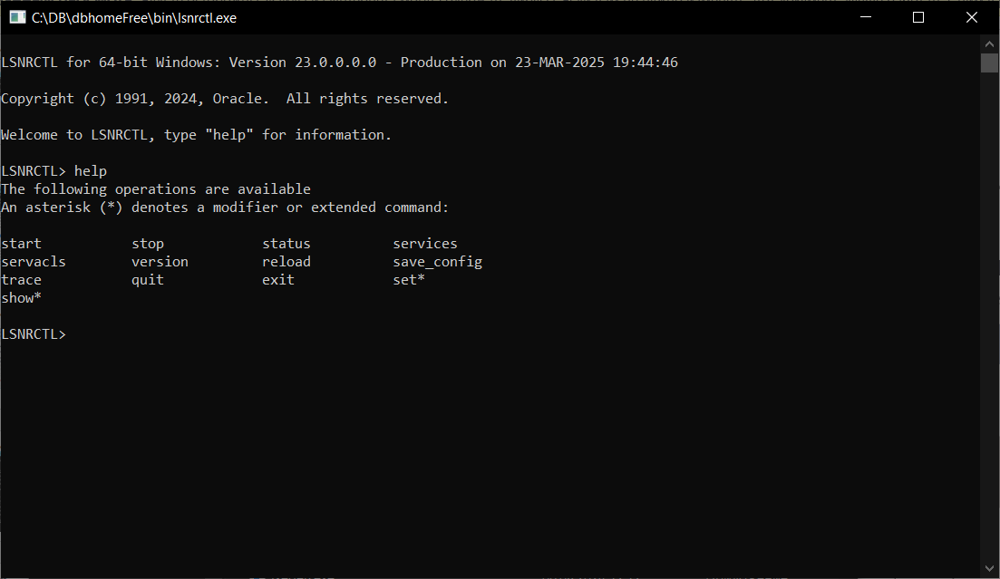 C:\DB\dbhomeFree\bin\lsnrctl.exe
LSNRCTL for 64-bit Windows: Version 23.0.0.0.0 - Production on 23-MAR-2025 19:44:46
Copyright (c) 1991, 2024, Oracle.  All rights reserved.
Welcome to LSNRCTL, type "help" for information.
LSNRCTL> help
The following operations are available
An asterisk (*) denotes a modifier or extended command:
start           stop            status          services
servacls        version         reload          save_config
trace           quit            exit            set*
show*
LSNRCTL>